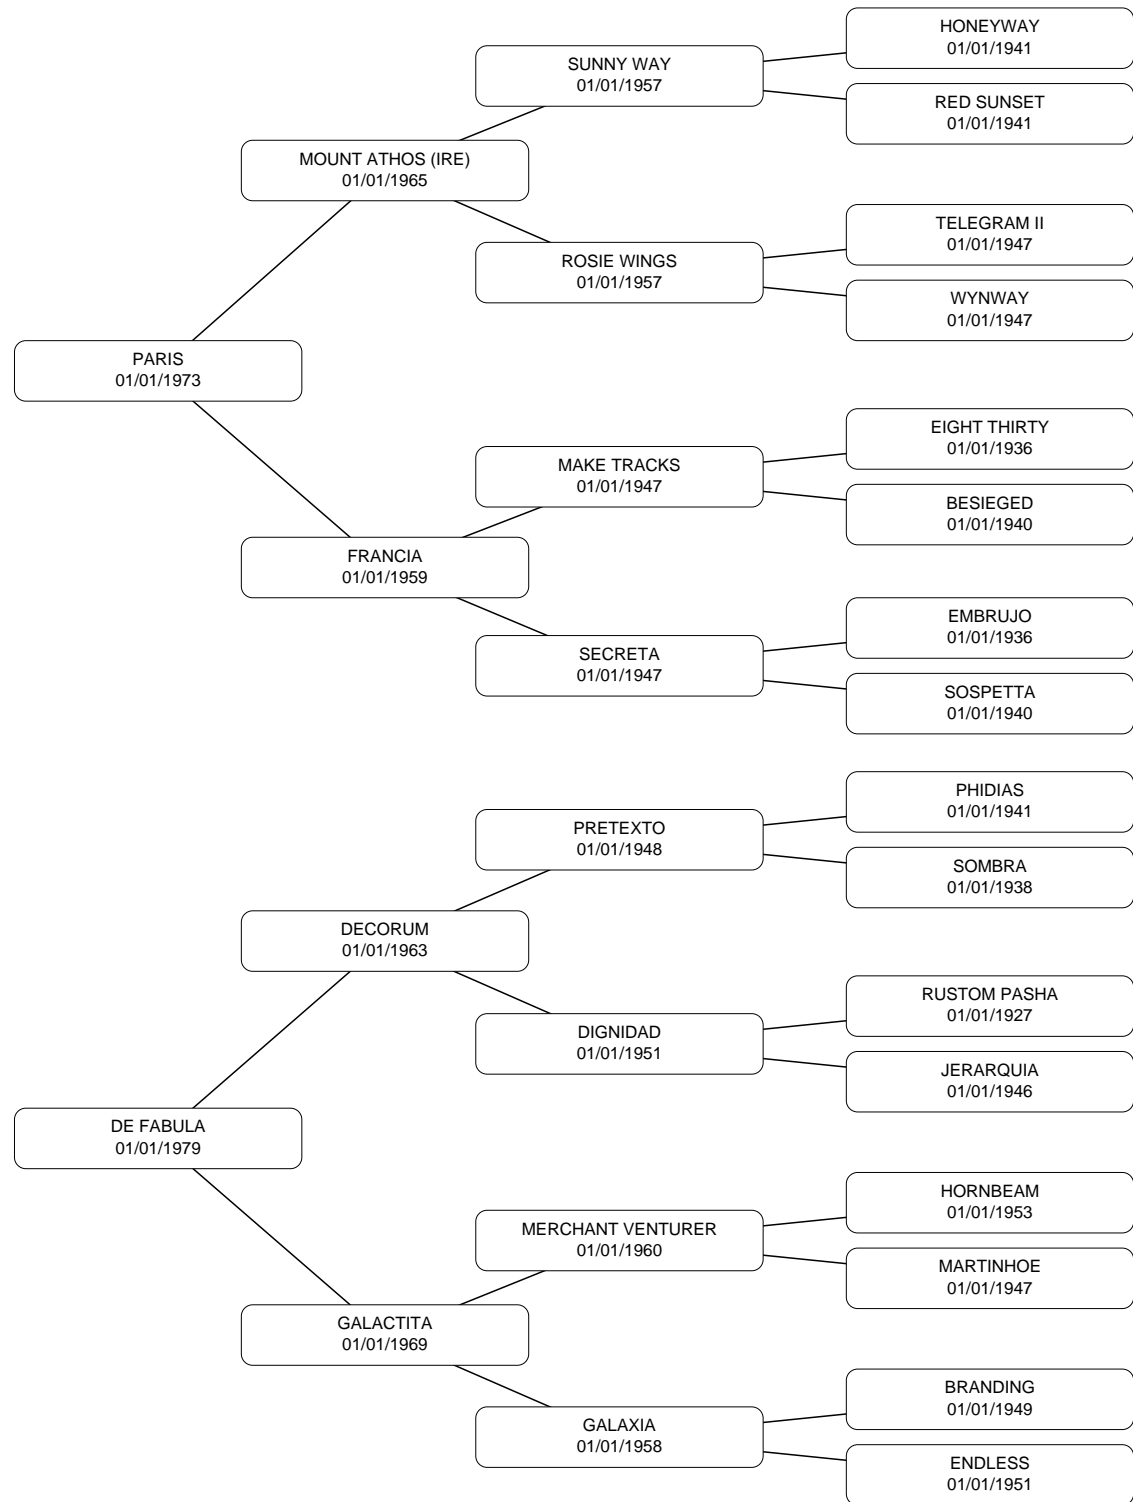 HONEYWAY
01/01/1941
SUNNY WAY
01/01/1957
RED SUNSET
01/01/1941
MOUNT ATHOS (IRE)
01/01/1965
TELEGRAM II
01/01/1947
ROSIE WINGS
01/01/1957
WYNWAY
01/01/1947
PARIS
01/01/1973
EIGHT THIRTY
01/01/1936
MAKE TRACKS
01/01/1947
BESIEGED
01/01/1940
FRANCIA
01/01/1959
EMBRUJO
01/01/1936
SECRETA
01/01/1947
SOSPETTA
01/01/1940
PHIDIAS
01/01/1941
PRETEXTO
01/01/1948
SOMBRA
01/01/1938
DECORUM
01/01/1963
RUSTOM PASHA
01/01/1927
DIGNIDAD
01/01/1951
JERARQUIA
01/01/1946
DE FABULA
01/01/1979
HORNBEAM
01/01/1953
MERCHANT VENTURER
01/01/1960
MARTINHOE
01/01/1947
GALACTITA
01/01/1969
BRANDING
01/01/1949
GALAXIA
01/01/1958
ENDLESS
01/01/1951